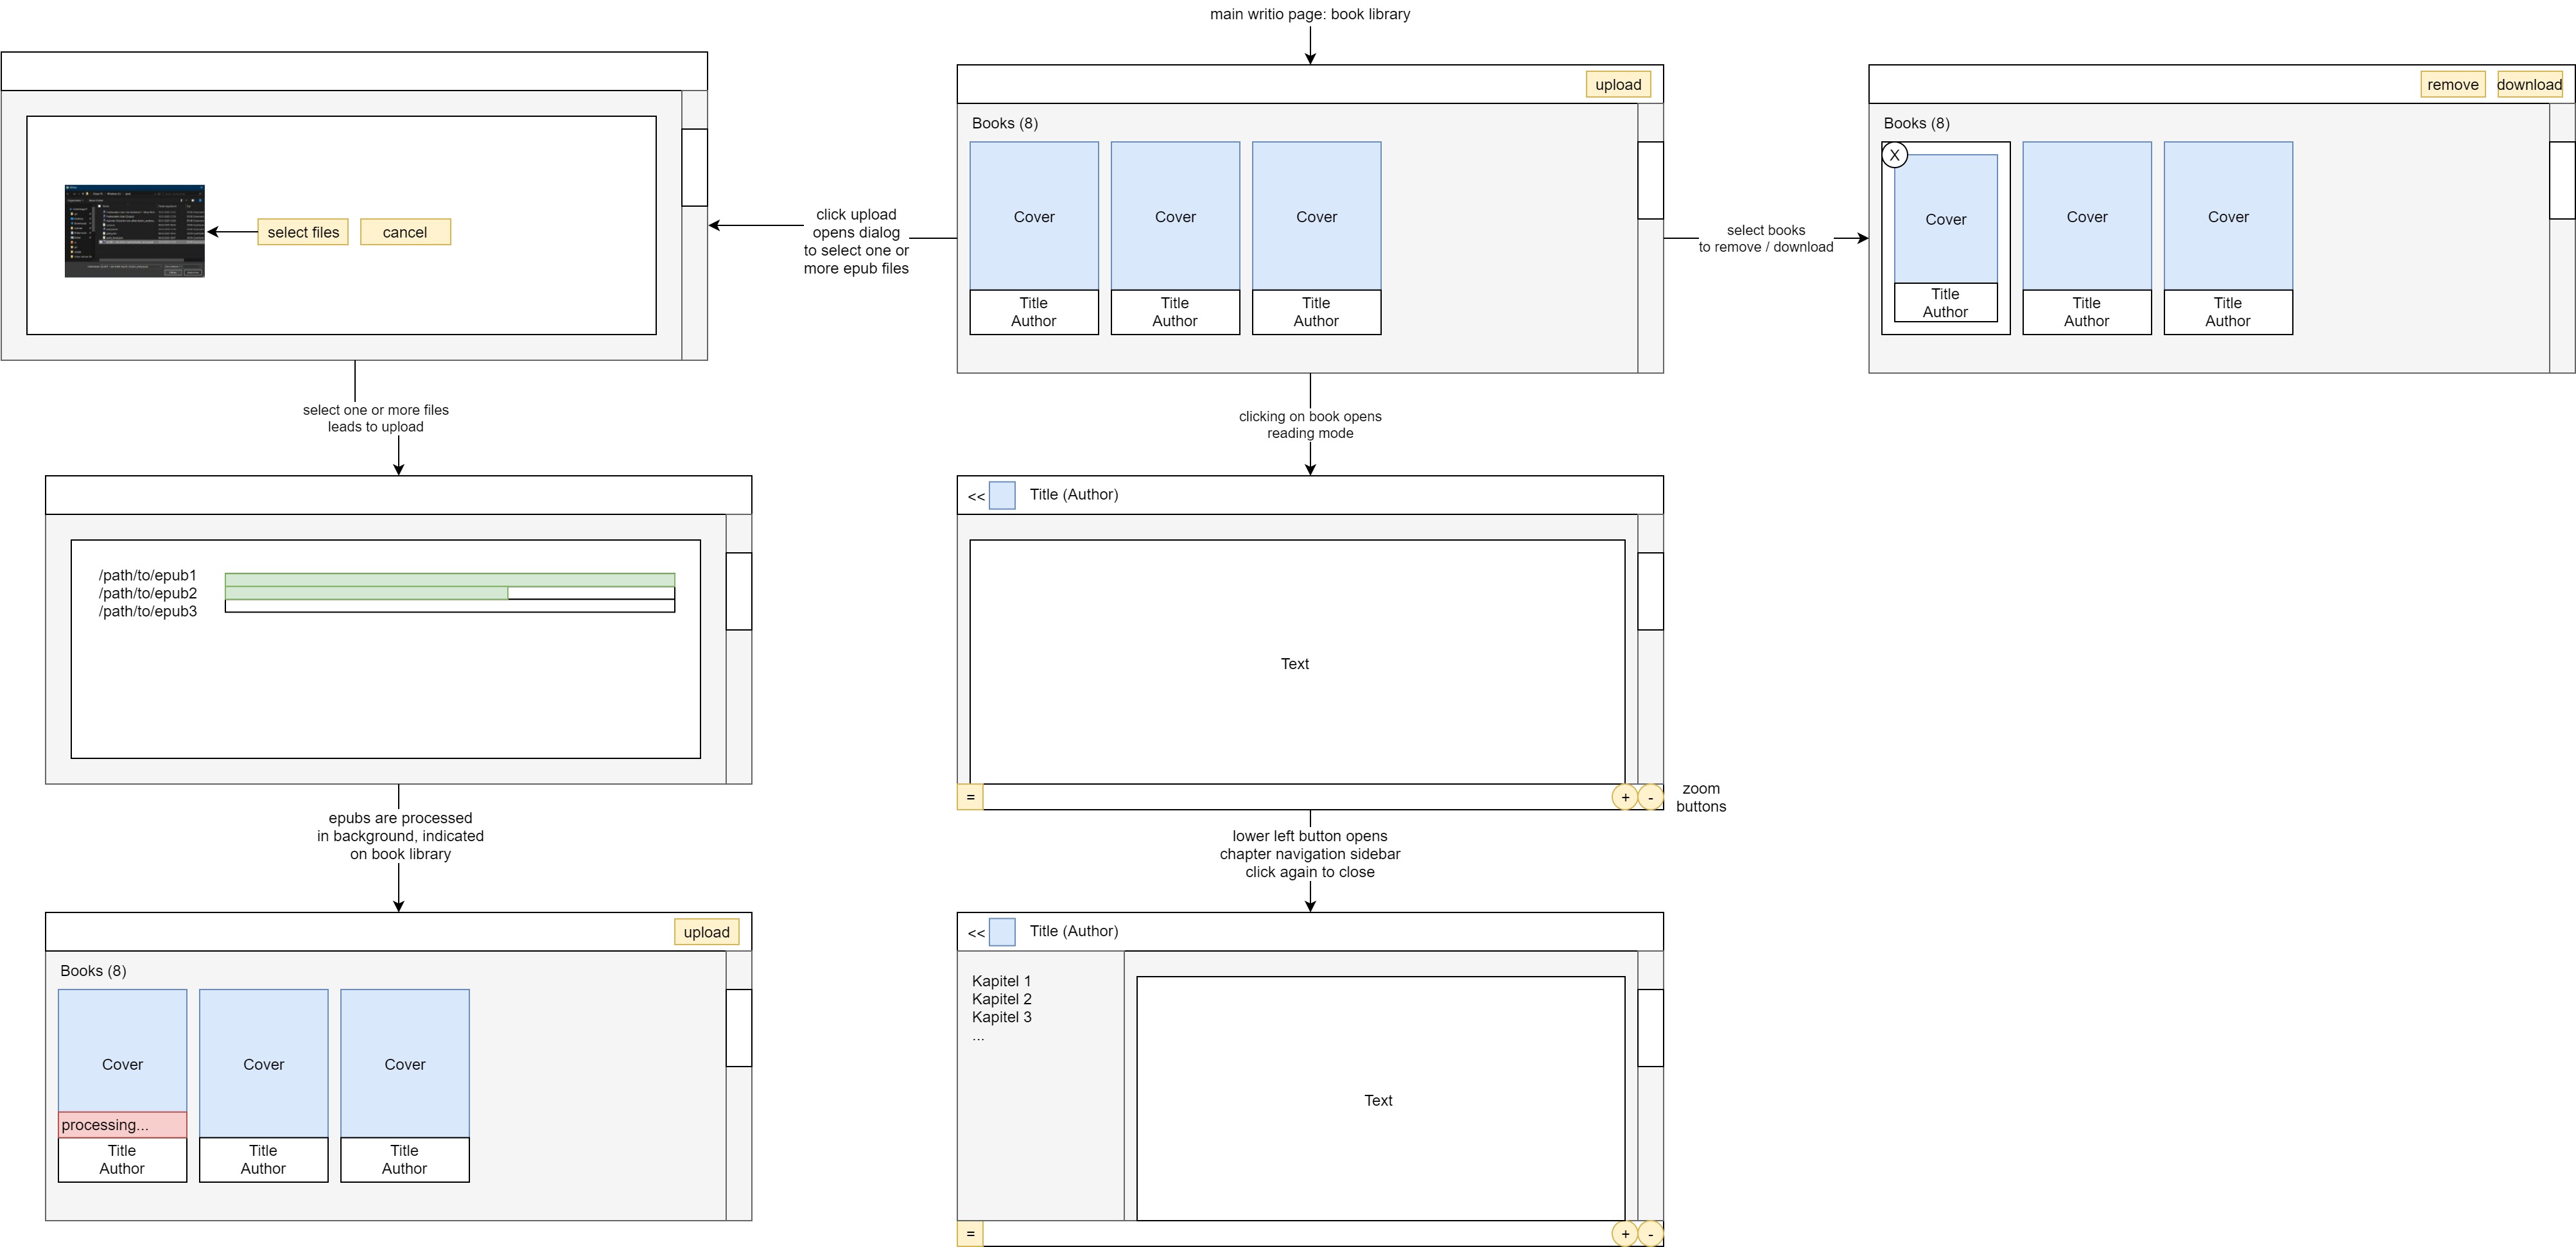 main writio page: book library
upload
Books (8)
Cover
Cover
Cover
Title
Author
Title
Author
Title
Author
click upload
opens dialog
to select one or
more epub files
select files
cancel
select one or more files
leads to upload
/path/to/epub1
/path/to/epub2
/path/to/epub3
epubs are processed
in background, indicated
on book library
upload
Books (8)
Cover
Cover
Cover
processing...
Title
Author
Title
Author
Title
Author
select books
to remove / download
remove
download
Books (8)
X
Cover
Cover
Cover
Title
Author
Title
Author
Title
Author
clicking on book opens
reading mode
<<
Title (Author)
Text
=
+
-
zoom
buttons
lower left button opens
chapter navigation sidebar
click again to close
<<
Title (Author)
Kapitel 1
Kapitel 2
Kapitel 3
...
Text
=
+
-